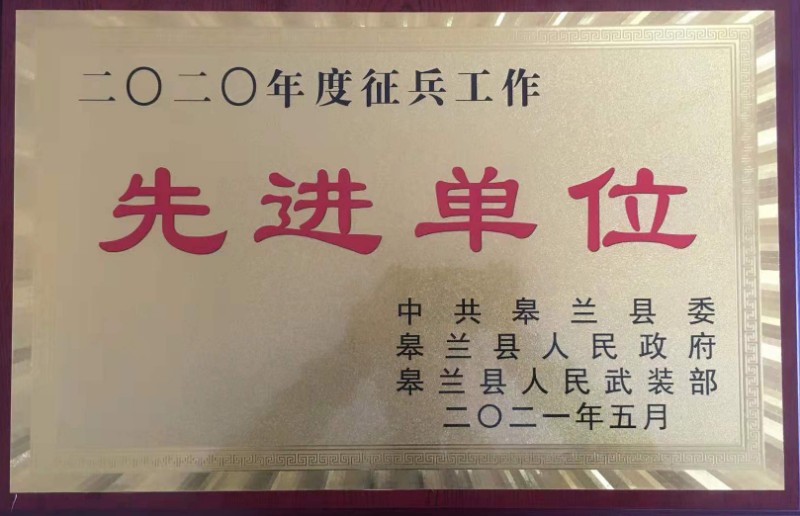 二〇二〇年度征兵工作
先进单位
中共皋兰县委
皋兰县人民政府
皋兰县人民武装部
二〇二一年五月